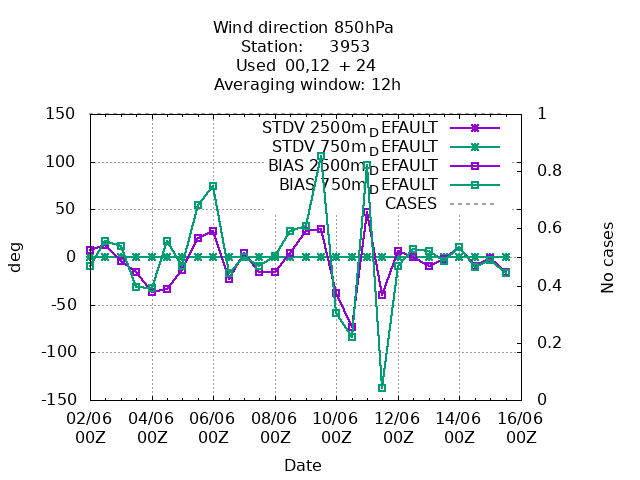 Wind direction 850hPa
Station: 3953
Used 00,12 + 24
Averaging window: 12h
STDV 2500m_DEFAULT
STDV 750m_DEFAULT
BIAS 2500m_DEFAULT
BIAS 750m_DEFAULT
CASES
150
100
50
0
-50
-100
-150
deg
1
0.8
0.6
0.4
0.2
0
No cases
02/06 04/06 06/06 08/06 10/06 12/06 14/06 16/06
00Z 00Z 00Z 00Z 00Z 00Z 00Z 00Z
Date